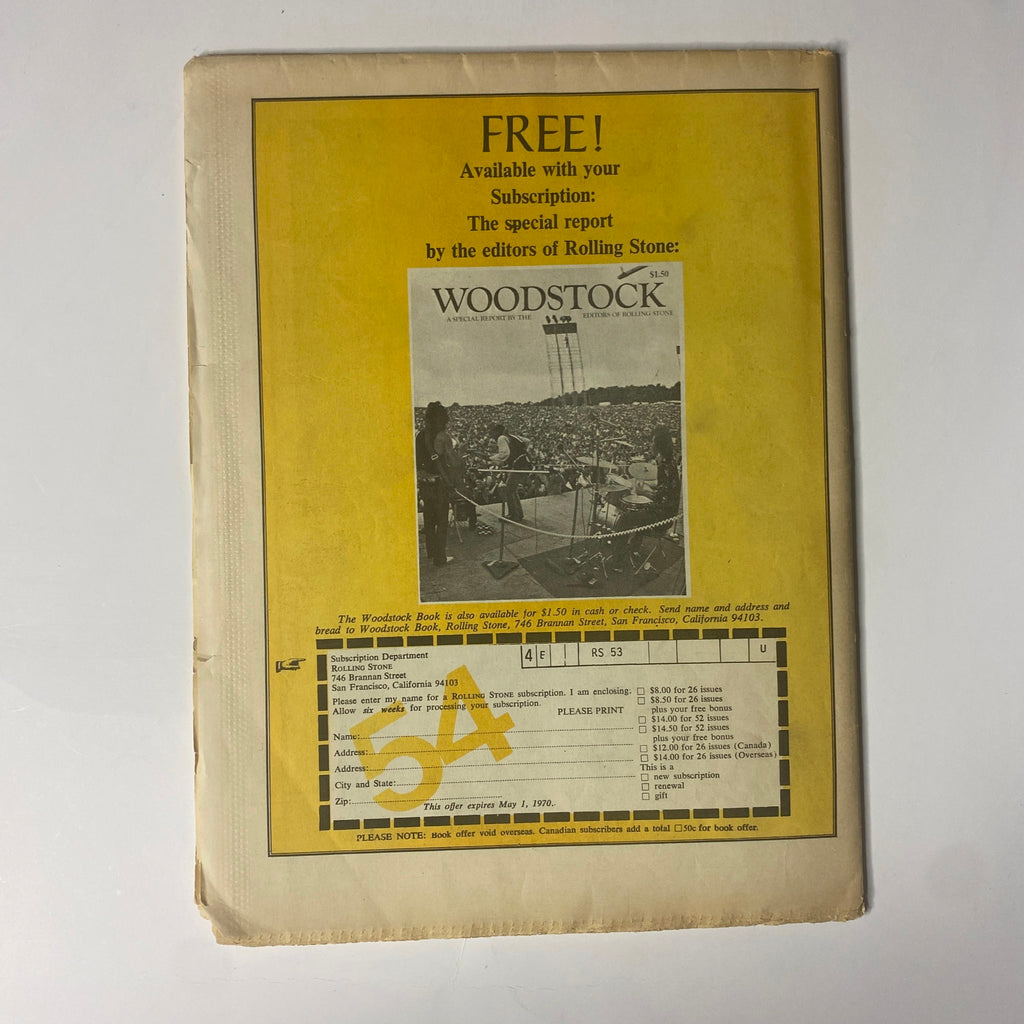 FREE!
Available with your
Subscription:
The special report
by the editors of Rolling Stone:
$1.50
WOODSTOCK
A SPECIAL REPORT BY THE EDITORS OF ROLLING STONE
The Woodstock Book is also available for $1.50 in cash or check. Send name and address and
bread to Woodstock Book, Rolling Stone, 746 Brannan Street, San Francisco, California 94103.
Subscription Department
ROLLING STONE
746 Brannan Street
San Francisco, California 94103
4 E RS 53 U
Please enter my name for a ROLLING STONE subscription. I am enclosing.
Allow six weeks for processing your subscription.
PLEASE PRINT
54
Name:
Address:
Address:
City and State:
Zip:
This offer expires May 1, 1970.
$8.00 for 26 issues
$8.50 for 26 issues
plus your free bonus
$14.00 for 52 issues
$14.50 for 52 issues
plus your free bonus
$12.00 for 26 issues (Canada)
$14.00 for 26 issues (Overseas)
This is a
new subscription
renewal
gift
PLEASE NOTE: Book offer void overseas. Canadian subscribers add a total 50c for book offer.